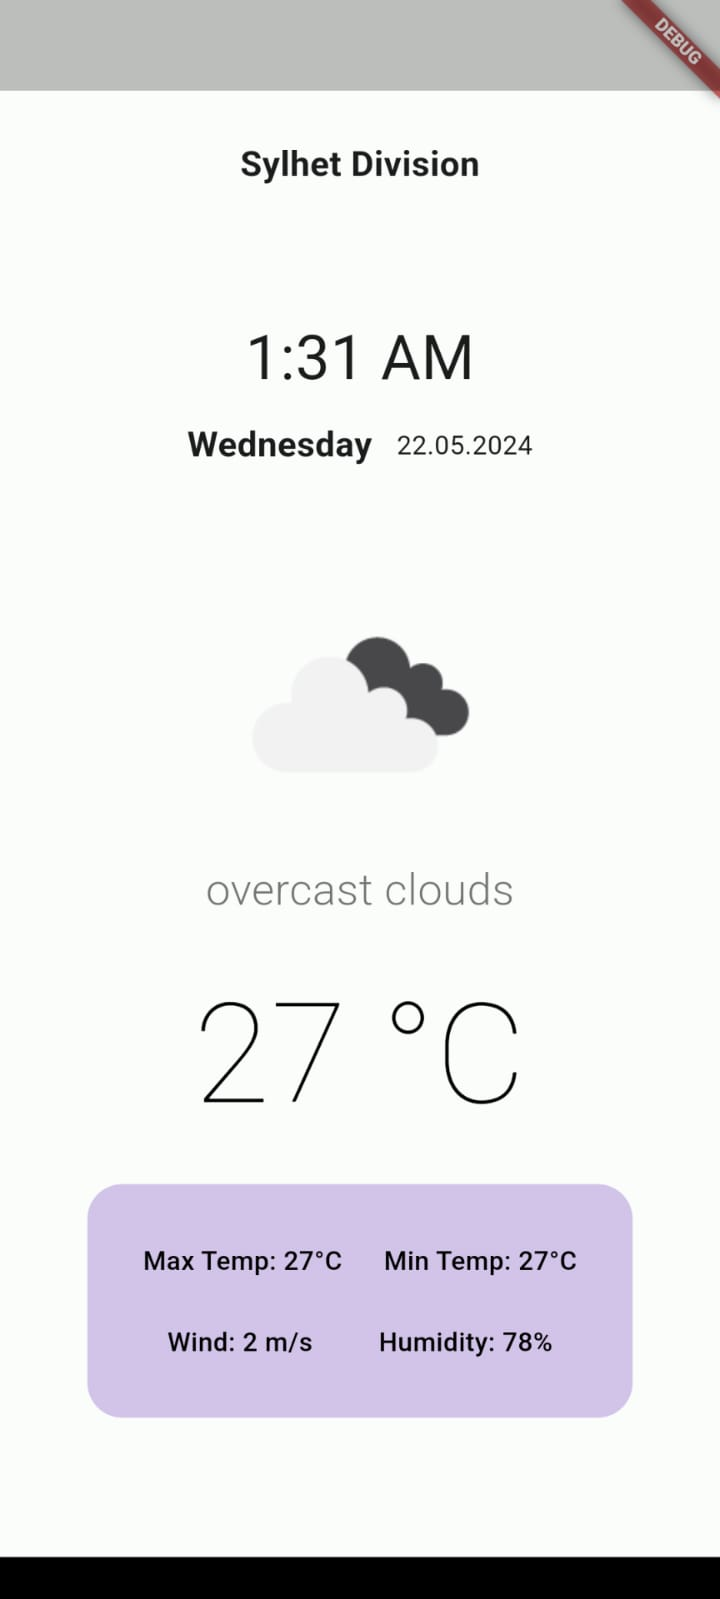 DEBUG
Sylhet Division
1:31 AM
Wednesday 22.05.2024
overcast clouds
27 °C
Max Temp: 27°C Min Temp: 27°C
Wind: 2 m/s Humidity: 78%